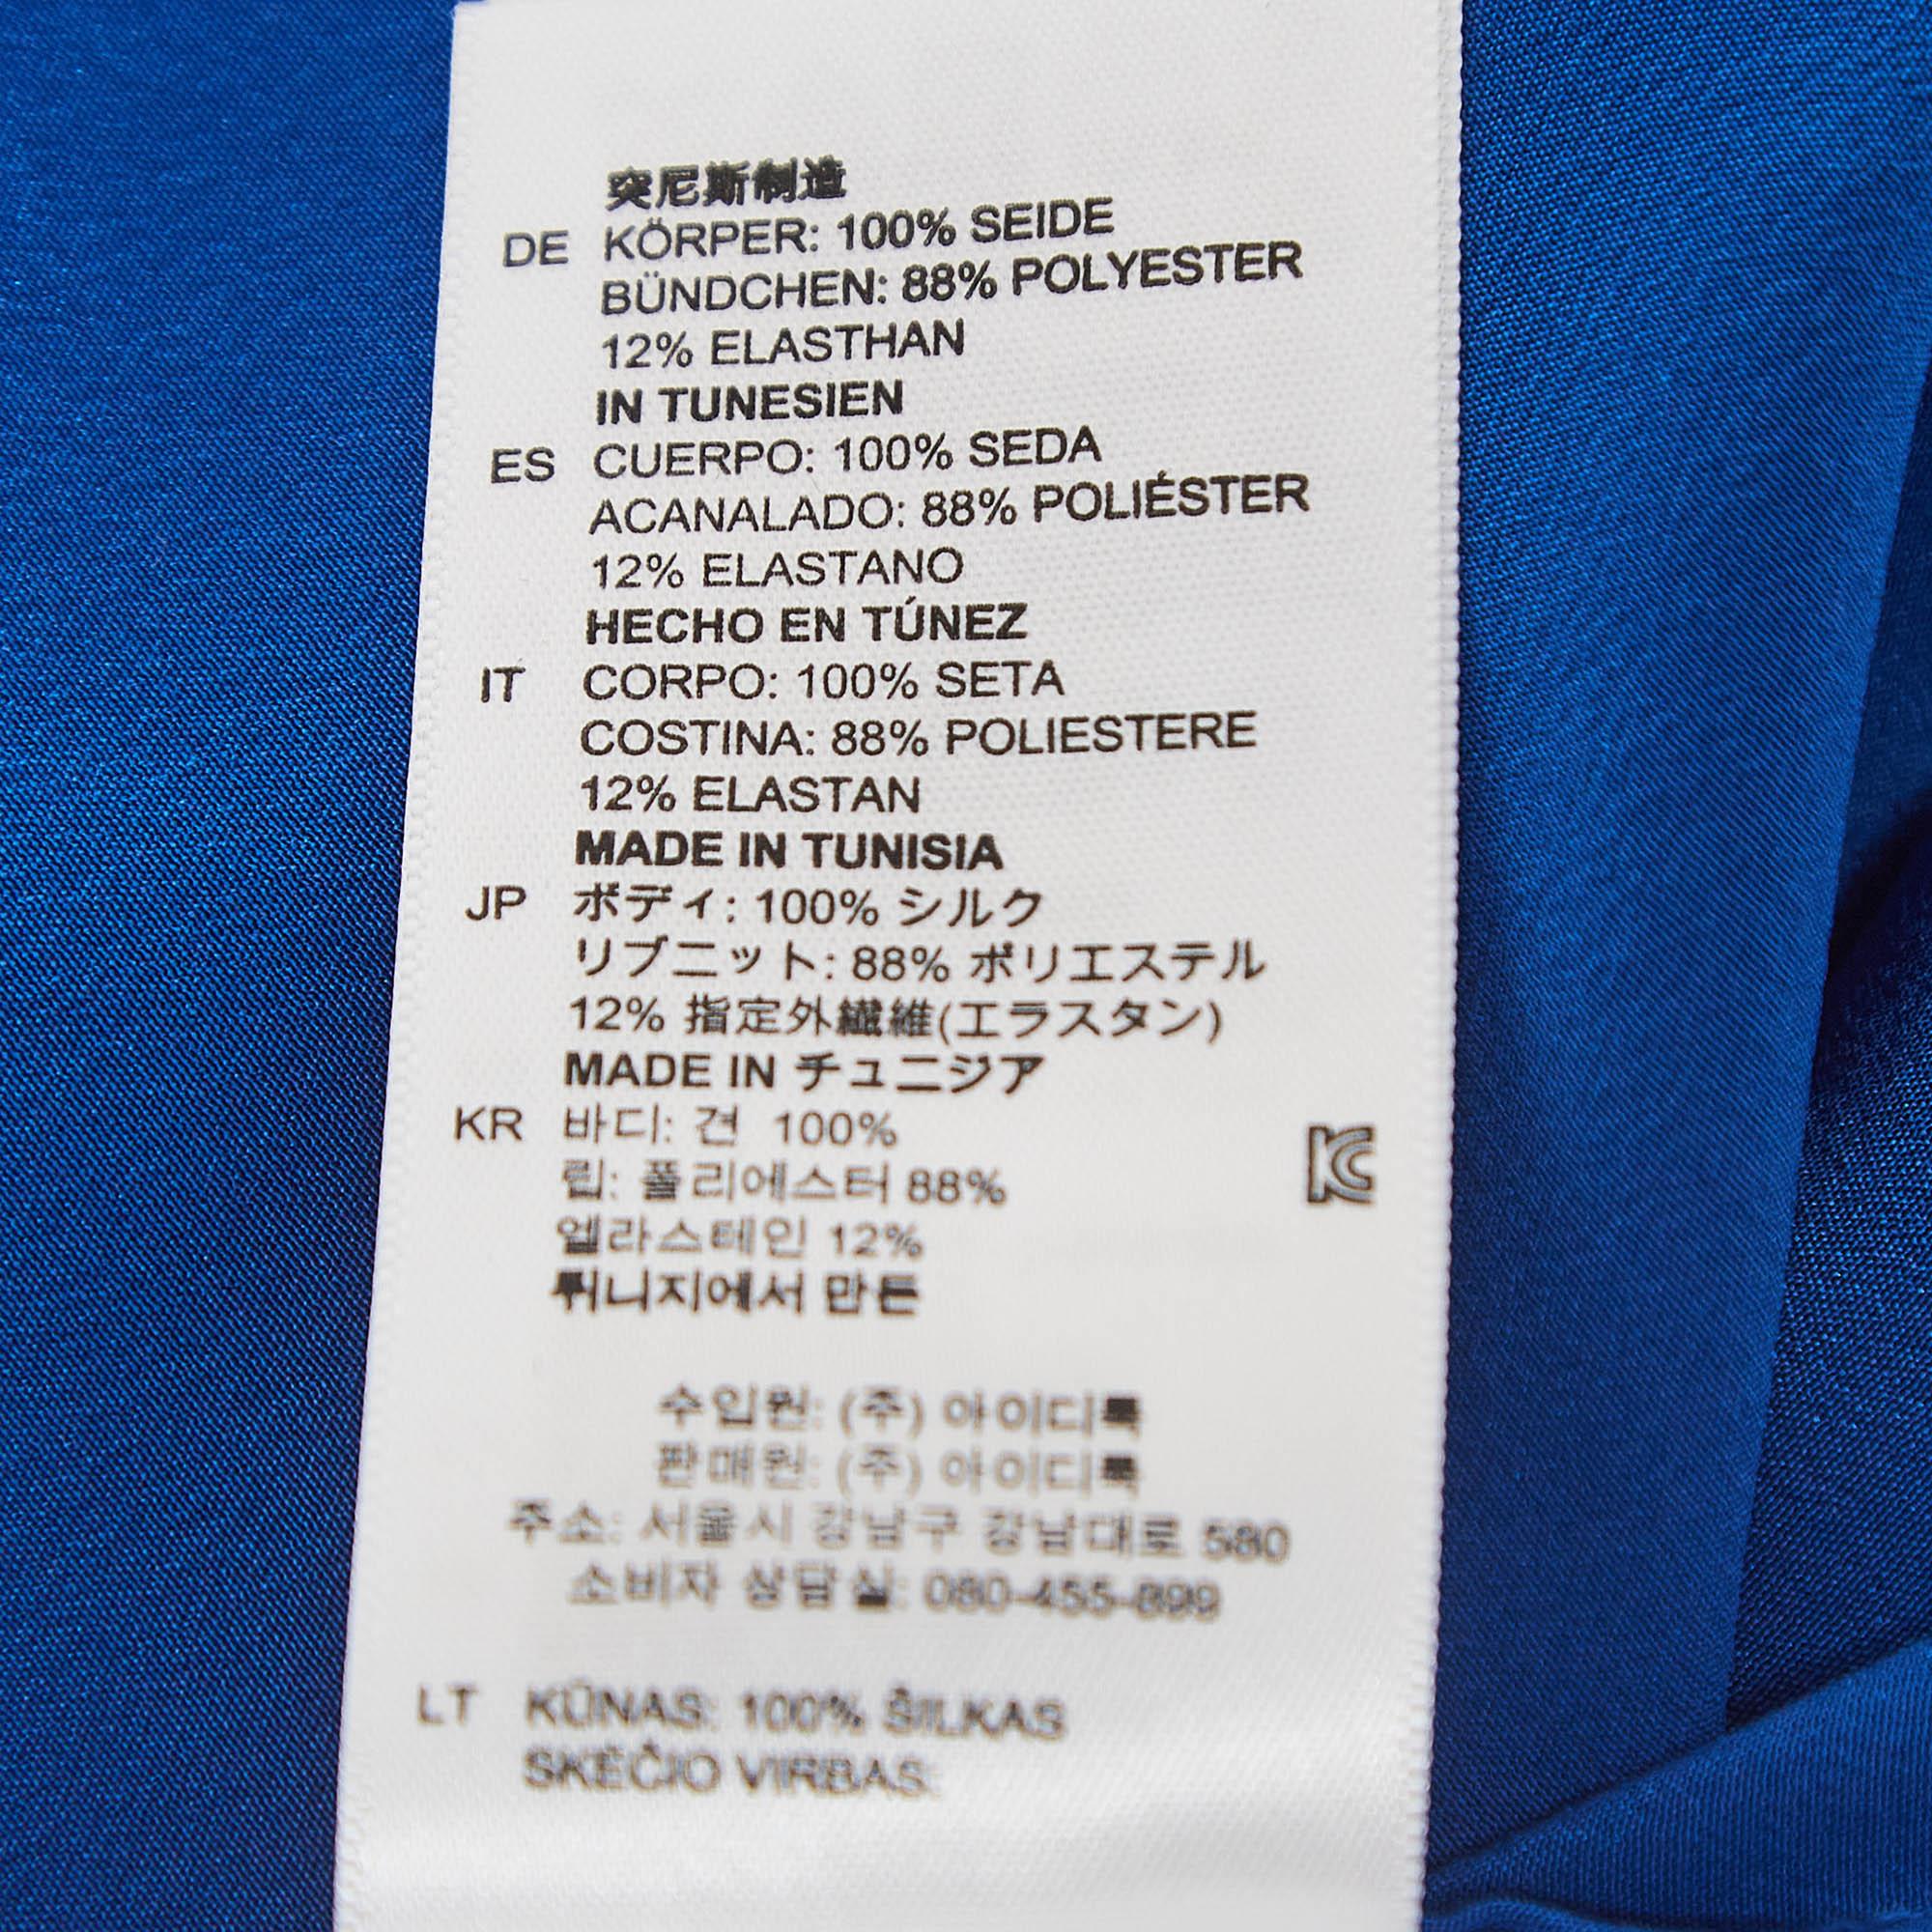 突尼斯制造
DE KÖRPER: 100% SEIDE
BÜNDCHEN: 88% POLYESTER
12% ELASTHAN
IN TUNESIEN
ES CUERPO: 100% SEDA
ACANALADO: 88% POLIÉSTER
12% ELASTANO
HECHO EN TÚNEZ
IT CORPO: 100% SETA
COSTINA: 88% POLIESTERE
12% ELASTAN
MADE IN TUNISIA
JP ボディ: 100% シルク
リブニット: 88% ポリエステル
12% 指定外繊維(エラスタン)
MADE IN チュニジア
KR 바디: 견 100%
립: 폴리에스터 88%
엘라스테인 12%
튀니지에서 만든
수입원: (주) 아이디룩
판매원: (주) 아이디룩
주소: 서울시 강남구 강남대로 580
소비자 상담실: 080-455-899
LT KŪNAS: 100% ŠILKAS
SKEČIO VIRBAS: